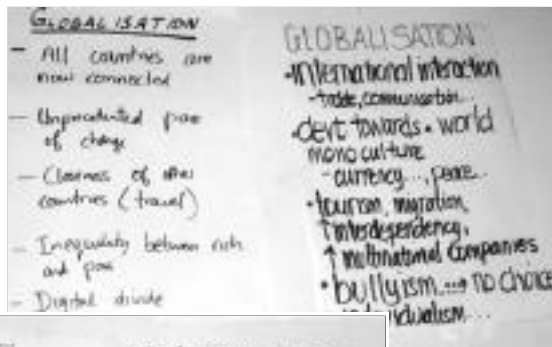 GLOBALISATION
- All countries are
now connected
- Unprecedented pace
of change
- Closeness of other
countries (travel)
- Inequality between rich
and poor
- Digital divide
GLOBALISATION
• International interaction
- trade, communication...
• devt towards • world
mono culture
- currency..., peace...
• tourism, migration,
↑ interdependency,
↑ multinational companies
• bullyism ...→ no choice
individualism...